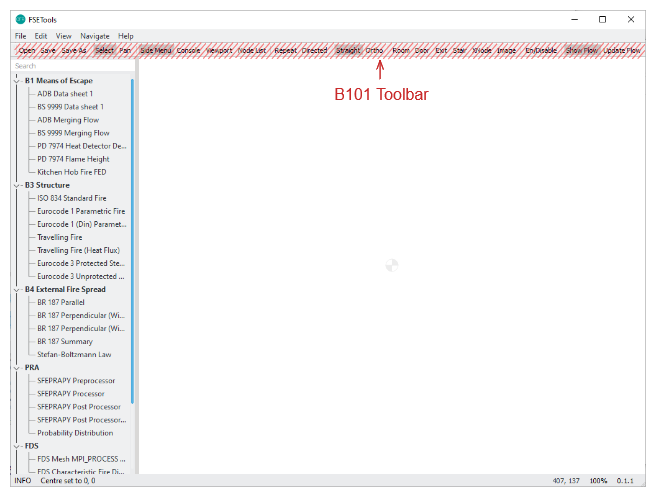 FSETools
File Edit View Navigate Help
Open Save Save As Select Pan Side Menu Console Viewport Node List Repeat Directed Straight Ortho Room Door Exit Stair XNode Image En/Disable Show Flow Update Flow
Search
B101 Toolbar
B1 Means of Escape
ADB Data sheet 1
BS 9999 Data sheet 1
ADB Merging Flow
BS 9999 Merging Flow
PD 7974 Heat Detector De...
PD 7974 Flame Height
Kitchen Hob Fire FED
B3 Structure
ISO 834 Standard Fire
Eurocode 1 Parametric Fire
Eurocode 1 (Din) Paramet...
Travelling Fire
Travelling Fire (Heat Flux)
Eurocode 3 Protected Ste...
Eurocode 3 Unprotected ...
B4 External Fire Spread
BR 187 Parallel
BR 187 Perpendicular (Wi...
BR 187 Perpendicular (Wi...
BR 187 Summary
Stefan-Boltzmann Law
PRA
SFEPRAPY Preprocessor
SFEPRAPY Processor
SFEPRAPY Post Processor
SFEPRAPY Post Processor...
Probability Distribution
FDS
FDS Mesh MPI_PROCESS ...
FDS Characteristic Fire Di...
INFO Centre set to 0, 0 407, 137 100% 0.1.1